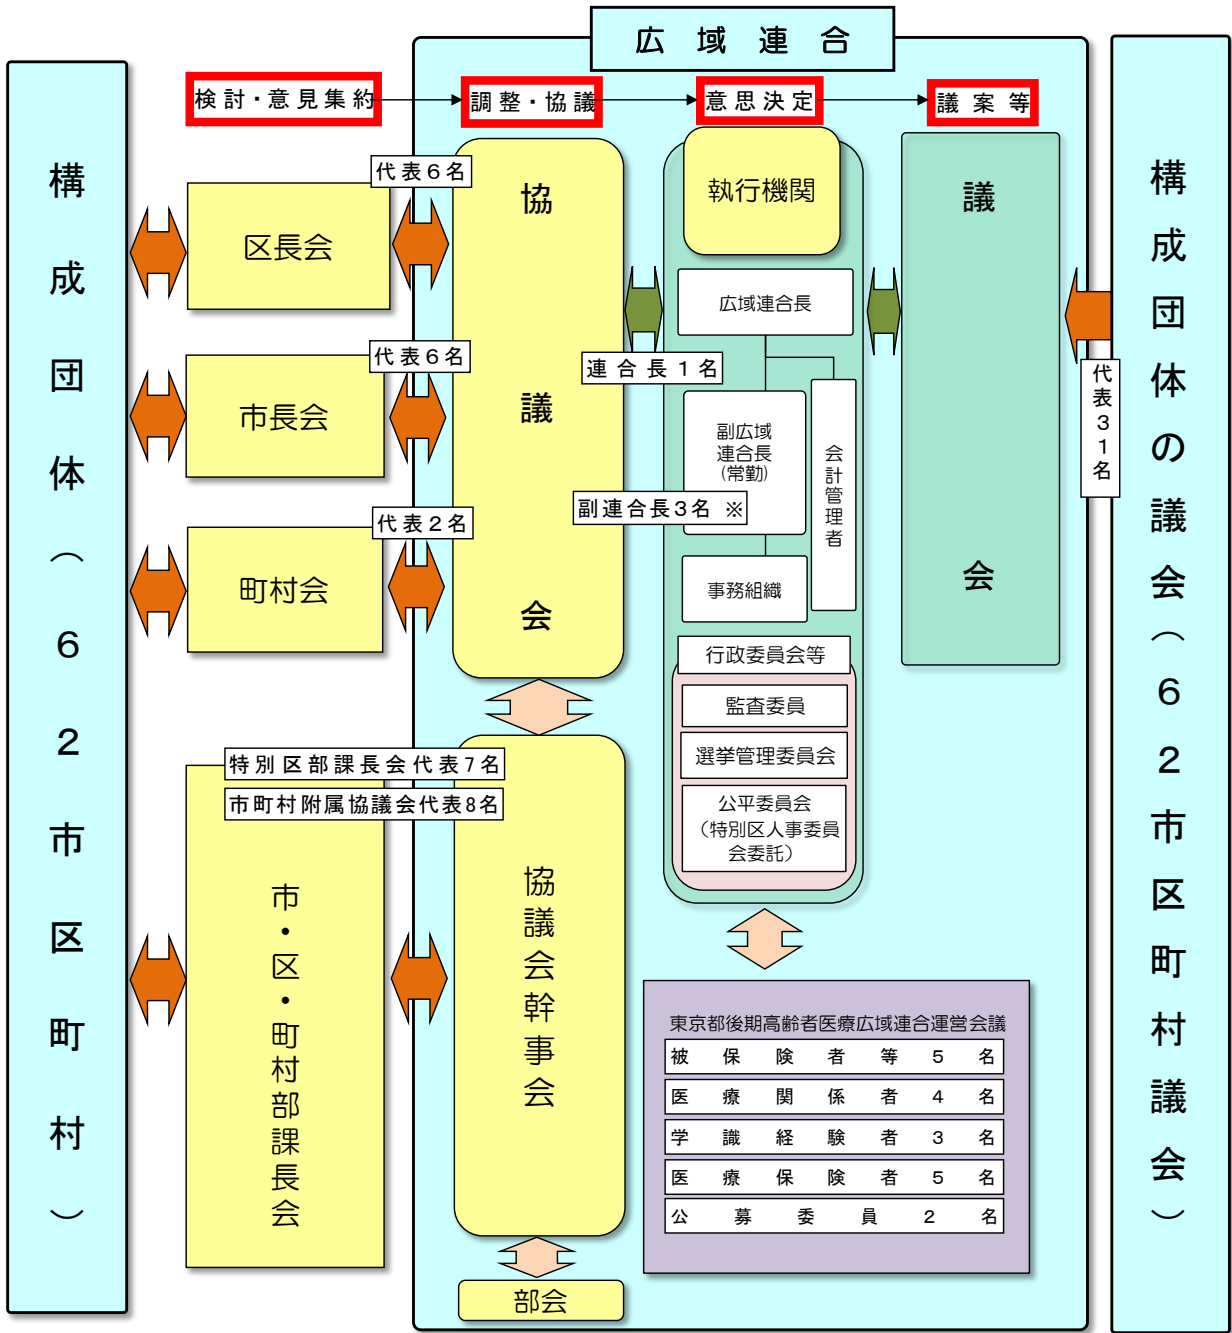 広域連合
検討・意見集約
調整・協議
意思決定
議案等
構成団体（62市区町村）
代表6名
区長会
代表6名
市長会
代表2名
町村会
協議会
執行機関
広域連合長
連合長1名
副広域
連合長
(常勤)
会計管理者
副連合長3名 ※
事務組織
行政委員会等
監査委員
選挙管理委員会
公平委員会
（特別区人事委員
会委託）
議会
代表31名
構成団体の議会（62市区町村議会）
特別区部課長会代表7名
市町村附属協議会代表8名
市・区・町村部課長会
協議会幹事会
部会
東京都後期高齢者医療広域連合運営会議
被保険者等5名
医療関係者4名
学識経験者3名
医療保険者5名
公募委員2名